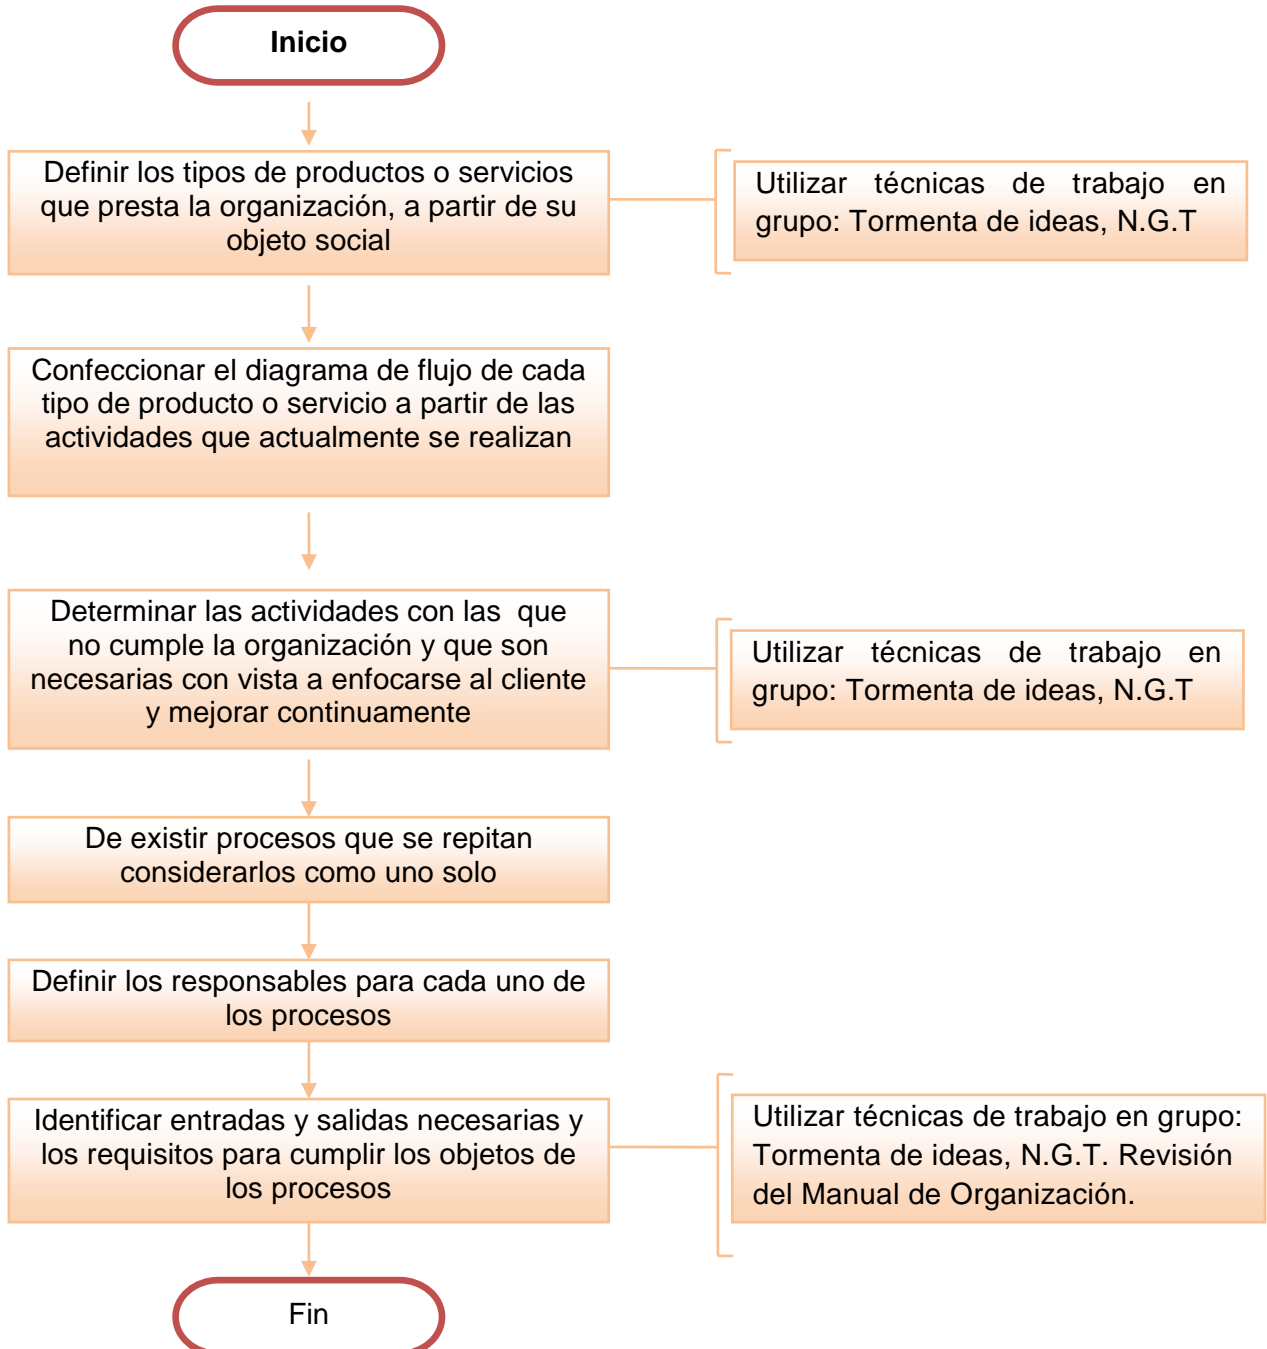 Inicio
Definir los tipos de productos o servicios
que presta la organización, a partir de su
objeto social
Utilizar técnicas de trabajo en
grupo: Tormenta de ideas, N.G.T
Confeccionar el diagrama de flujo de cada
tipo de producto o servicio a partir de las
actividades que actualmente se realizan
Determinar las actividades con las que
no cumple la organización y que son
necesarias con vista a enfocarse al cliente
y mejorar continuamente
Utilizar técnicas de trabajo en
grupo: Tormenta de ideas, N.G.T
De existir procesos que se repitan
considerarlos como uno solo
Definir los responsables para cada uno de
los procesos
Identificar entradas y salidas necesarias y
los requisitos para cumplir los objetos de
los procesos
Utilizar técnicas de trabajo en grupo:
Tormenta de ideas, N.G.T. Revisión
del Manual de Organización.
Fin